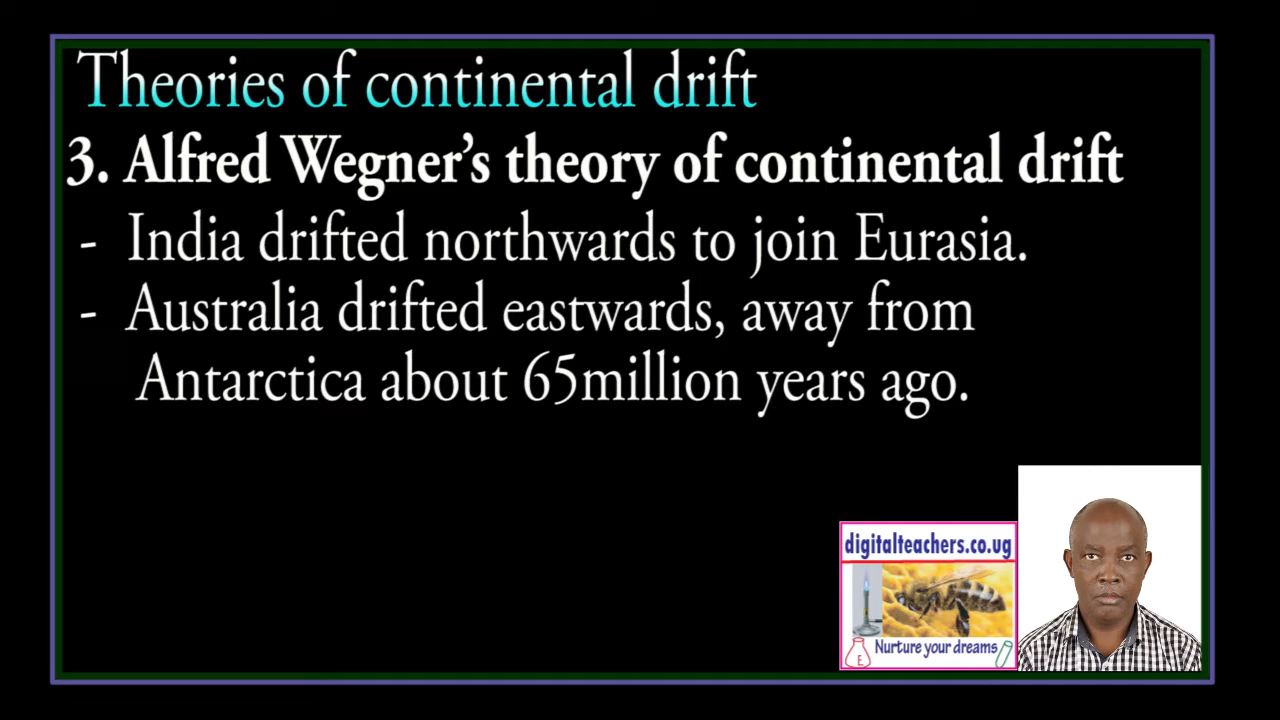 Theories of continental drift
3. Alfred Wegner's theory of continental drift
- India drifted northwards to join Eurasia.
- Australia drifted eastwards, away from
Antarctica about 65million years ago.
digitalteachers.co.ug
Nurture your dreams
E